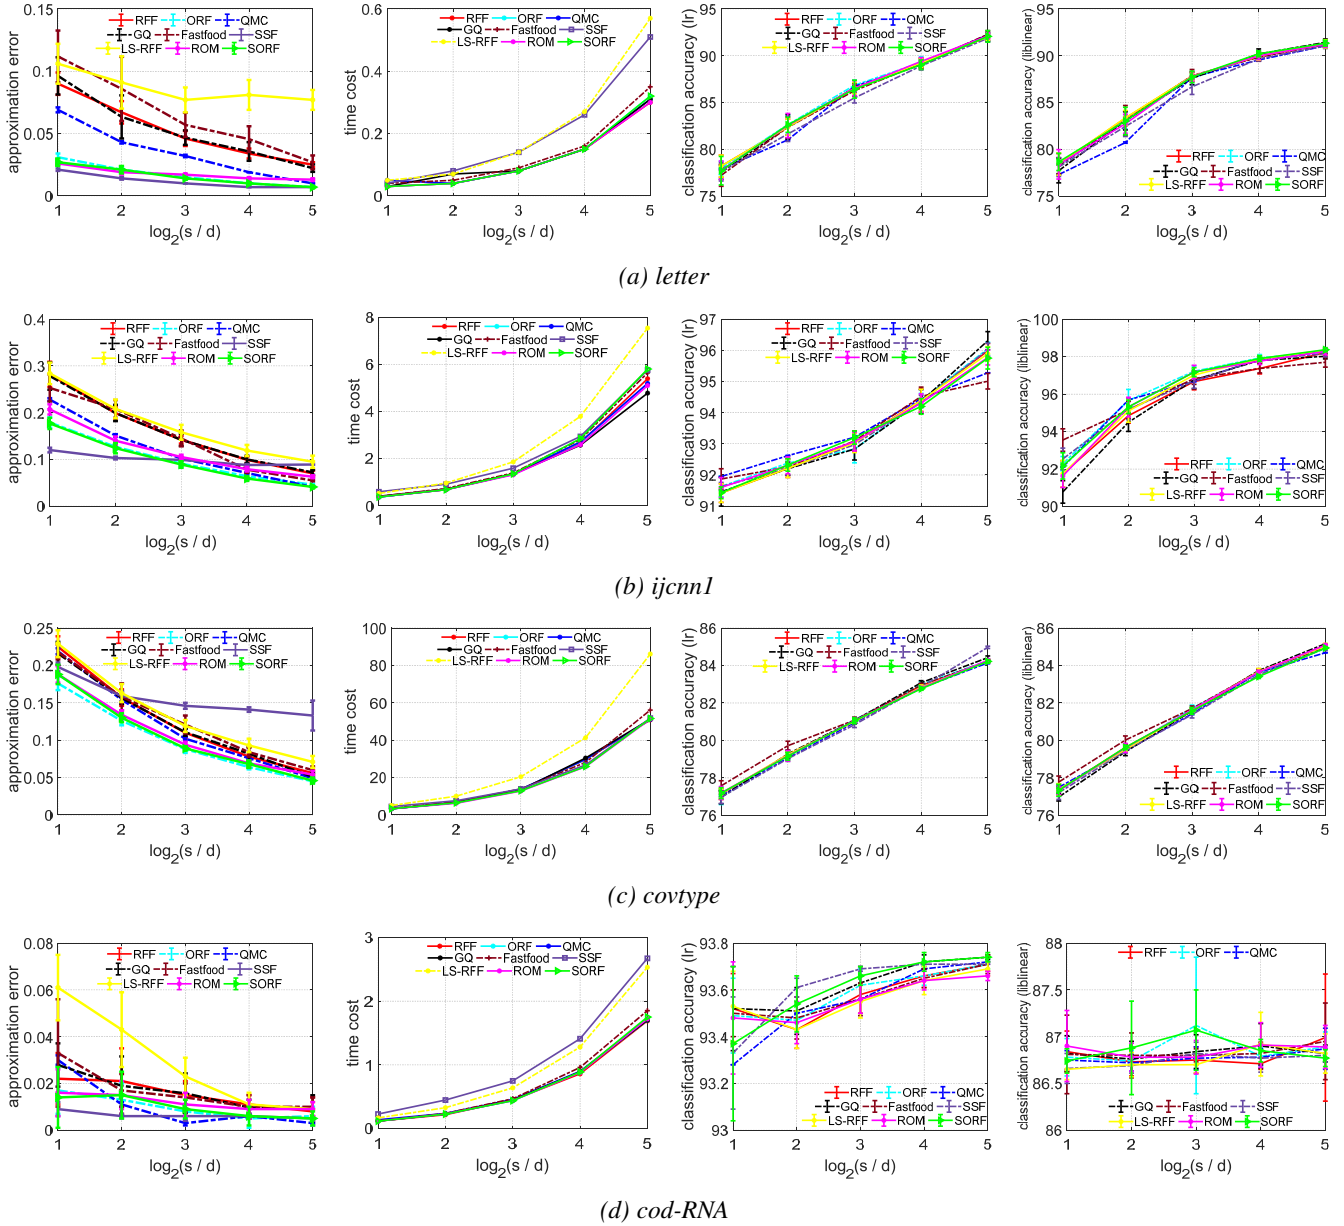 approximation error
0.15
0.1
0.05
0
1 2 3 4 5
log2(s / d)
RFF ORF QMC
GQ Fastfood SSF
LS-RFF ROM SORF
time cost
0.6
0.4
0.2
0
1 2 3 4 5
log2(s / d)
RFF ORF QMC
GQ Fastfood SSF
LS-RFF ROM SORF
classification accuracy (lr)
95
90
85
80
75
1 2 3 4 5
log2(s / d)
RFF ORF QMC
GQ Fastfood SSF
LS-RFF ROM SORF
classification accuracy (liblinear)
95
90
85
80
75
1 2 3 4 5
log2(s / d)
RFF ORF QMC
GQ Fastfood SSF
LS-RFF ROM SORF
(a) letter
approximation error
0.4
0.3
0.2
0.1
0
1 2 3 4 5
log2(s / d)
RFF ORF QMC
GQ Fastfood SSF
LS-RFF ROM SORF
time cost
8
6
4
2
0
1 2 3 4 5
log2(s / d)
RFF ORF QMC
GQ Fastfood SSF
LS-RFF ROM SORF
classification accuracy (lr)
97
96
95
94
93
92
91
1 2 3 4 5
log2(s / d)
RFF ORF QMC
GQ Fastfood SSF
LS-RFF ROM SORF
classification accuracy (liblinear)
100
98
96
94
92
90
1 2 3 4 5
log2(s / d)
RFF ORF QMC
GQ Fastfood SSF
LS-RFF ROM SORF
(b) ijcnn1
approximation error
0.25
0.2
0.15
0.1
0.05
0
1 2 3 4 5
log2(s / d)
RFF ORF QMC
GQ Fastfood SSF
LS-RFF ROM SORF
time cost
100
80
60
40
20
0
1 2 3 4 5
log2(s / d)
RFF ORF QMC
GQ Fastfood SSF
LS-RFF ROM SORF
classification accuracy (lr)
86
84
82
80
78
76
1 2 3 4 5
log2(s / d)
RFF ORF QMC
GQ Fastfood SSF
LS-RFF ROM SORF
classification accuracy (liblinear)
86
84
82
80
78
76
1 2 3 4 5
log2(s / d)
RFF ORF QMC
GQ Fastfood SSF
LS-RFF ROM SORF
(c) covtype
approximation error
0.08
0.06
0.04
0.02
0
1 2 3 4 5
log2(s / d)
RFF ORF QMC
GQ Fastfood SSF
LS-RFF ROM SORF
time cost
3
2
1
0
1 2 3 4 5
log2(s / d)
RFF ORF QMC
GQ Fastfood SSF
LS-RFF ROM SORF
classification accuracy (lr)
93.8
93.6
93.4
93.2
93
1 2 3 4 5
log2(s / d)
RFF ORF QMC
GQ Fastfood SSF
LS-RFF ROM SORF
classification accuracy (liblinear)
88
87.5
87
86.5
86
1 2 3 4 5
log2(s / d)
RFF ORF QMC
GQ Fastfood SSF
LS-RFF ROM SORF
(d) cod-RNA